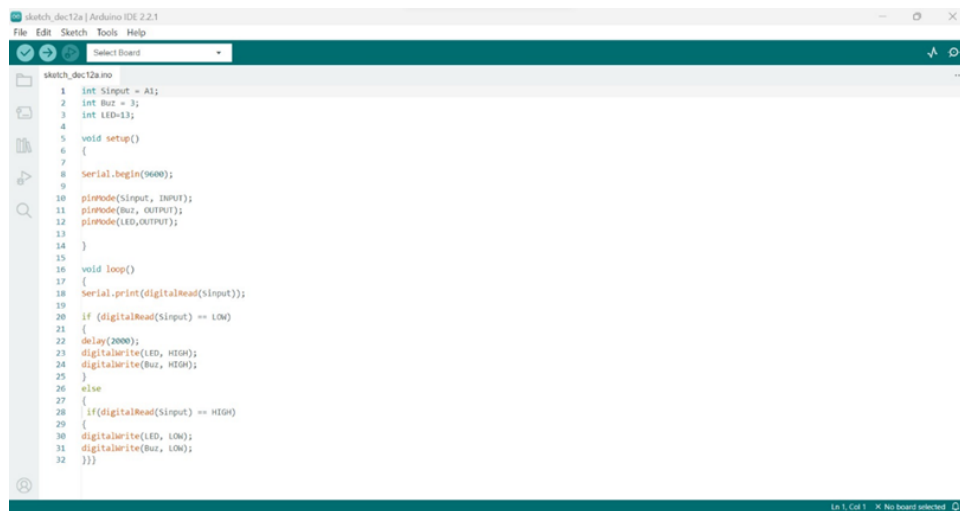 sketch_dec12a | Arduino IDE 2.2.1
File Edit Sketch Tools Help
Select Board
sketch_dec12a.ino
1 int Sinput = A1;
2 int Buz = 3;
3 int LED=13;
4
5 void setup()
6 {
7
8 Serial.begin(9600);
9
10 pinMode(Sinput, INPUT);
11 pinMode(Buz, OUTPUT);
12 pinMode(LED,OUTPUT);
13
14 }
15
16 void loop()
17 {
18 Serial.print(digitalRead(Sinput));
19
20 if (digitalRead(Sinput) == LOW)
21 {
22 delay(2000);
23 digitalWrite(LED, HIGH);
24 digitalWrite(Buz, HIGH);
25 }
26 else
27 {
28 if(digitalRead(Sinput) == HIGH)
29 {
30 digitalWrite(LED, LOW);
31 digitalWrite(Buz, LOW);
32 }}}
Ln 1, Col 1 × No board selected